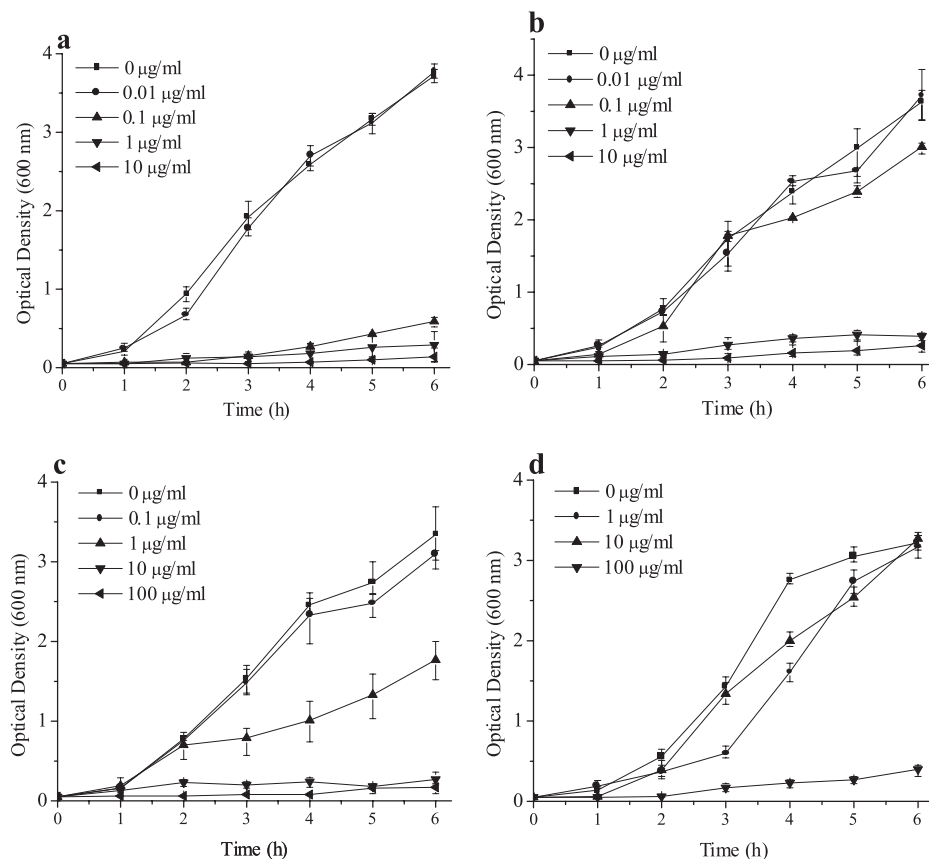 a
0 µg/ml
0.01 µg/ml
0.1 µg/ml
1 µg/ml
10 µg/ml
Optical Density (600 nm)
4
3
2
1
0
0 1 2 3 4 5 6
Time (h)
b
0 µg/ml
0.01 µg/ml
0.1 µg/ml
1 µg/ml
10 µg/ml
Optical Density (600 nm)
4
3
2
1
0
0 1 2 3 4 5 6
Time (h)
c
0 µg/ml
0.1 µg/ml
1 µg/ml
10 µg/ml
100 µg/ml
Optical Density (600 nm)
4
3
2
1
0
0 1 2 3 4 5 6
Time (h)
d
0 µg/ml
1 µg/ml
10 µg/ml
100 µg/ml
Optical Density (600 nm)
4
3
2
1
0
0 1 2 3 4 5 6
Time (h)